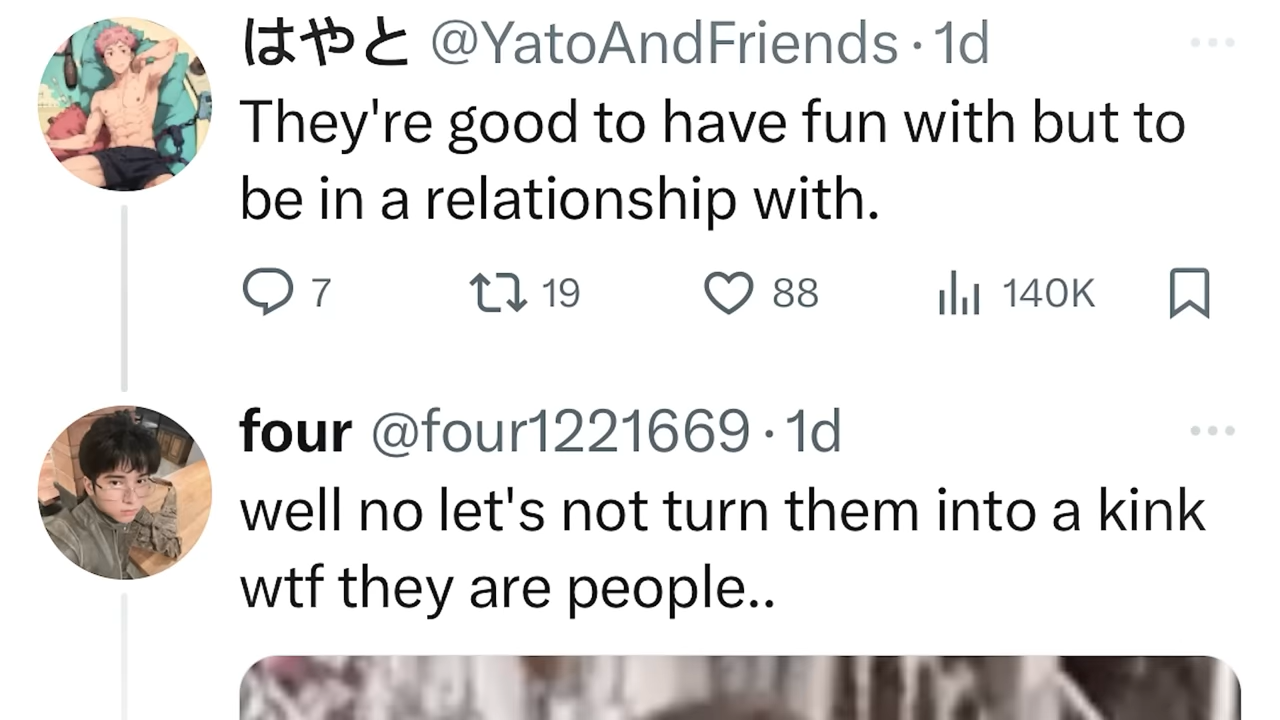 はやと @YatoAndFriends · 1d
They're good to have fun with but to
be in a relationship with.
7 19 88 140K
four @four1221669 · 1d
well no let's not turn them into a kink
wtf they are people..